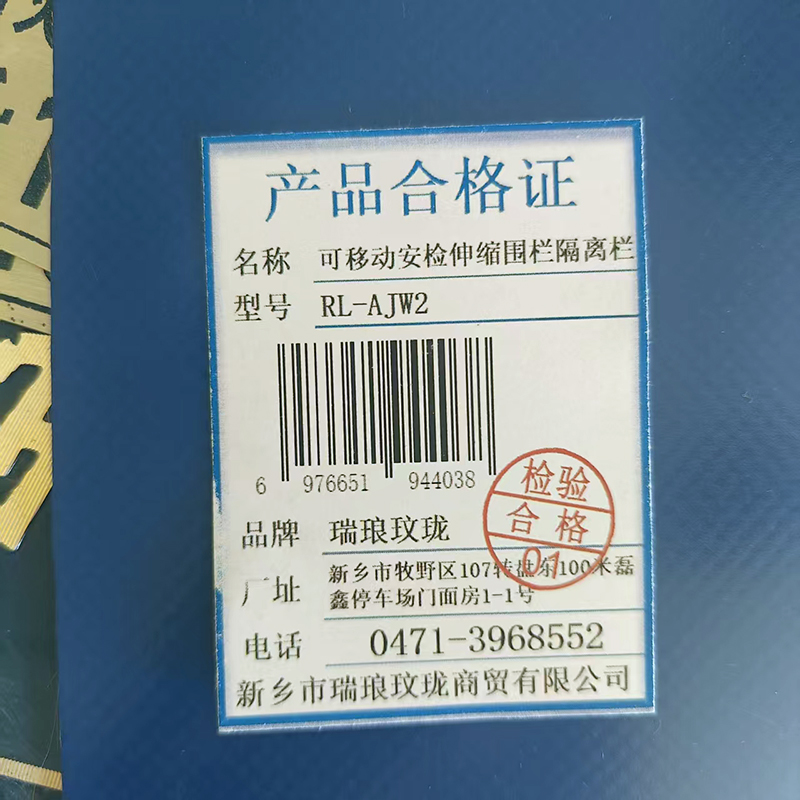 产品合格证
名称 可移动安检伸缩围栏隔离栏
型号 RL-AJW2
6 976651 944038
检验
合格
01
品牌 瑞琅玟珑
厂址 新乡市牧野区107转盘东100米磊
鑫停车场门面房1-1号
电话 0471-3968552
新乡市瑞琅玟珑商贸有限公司